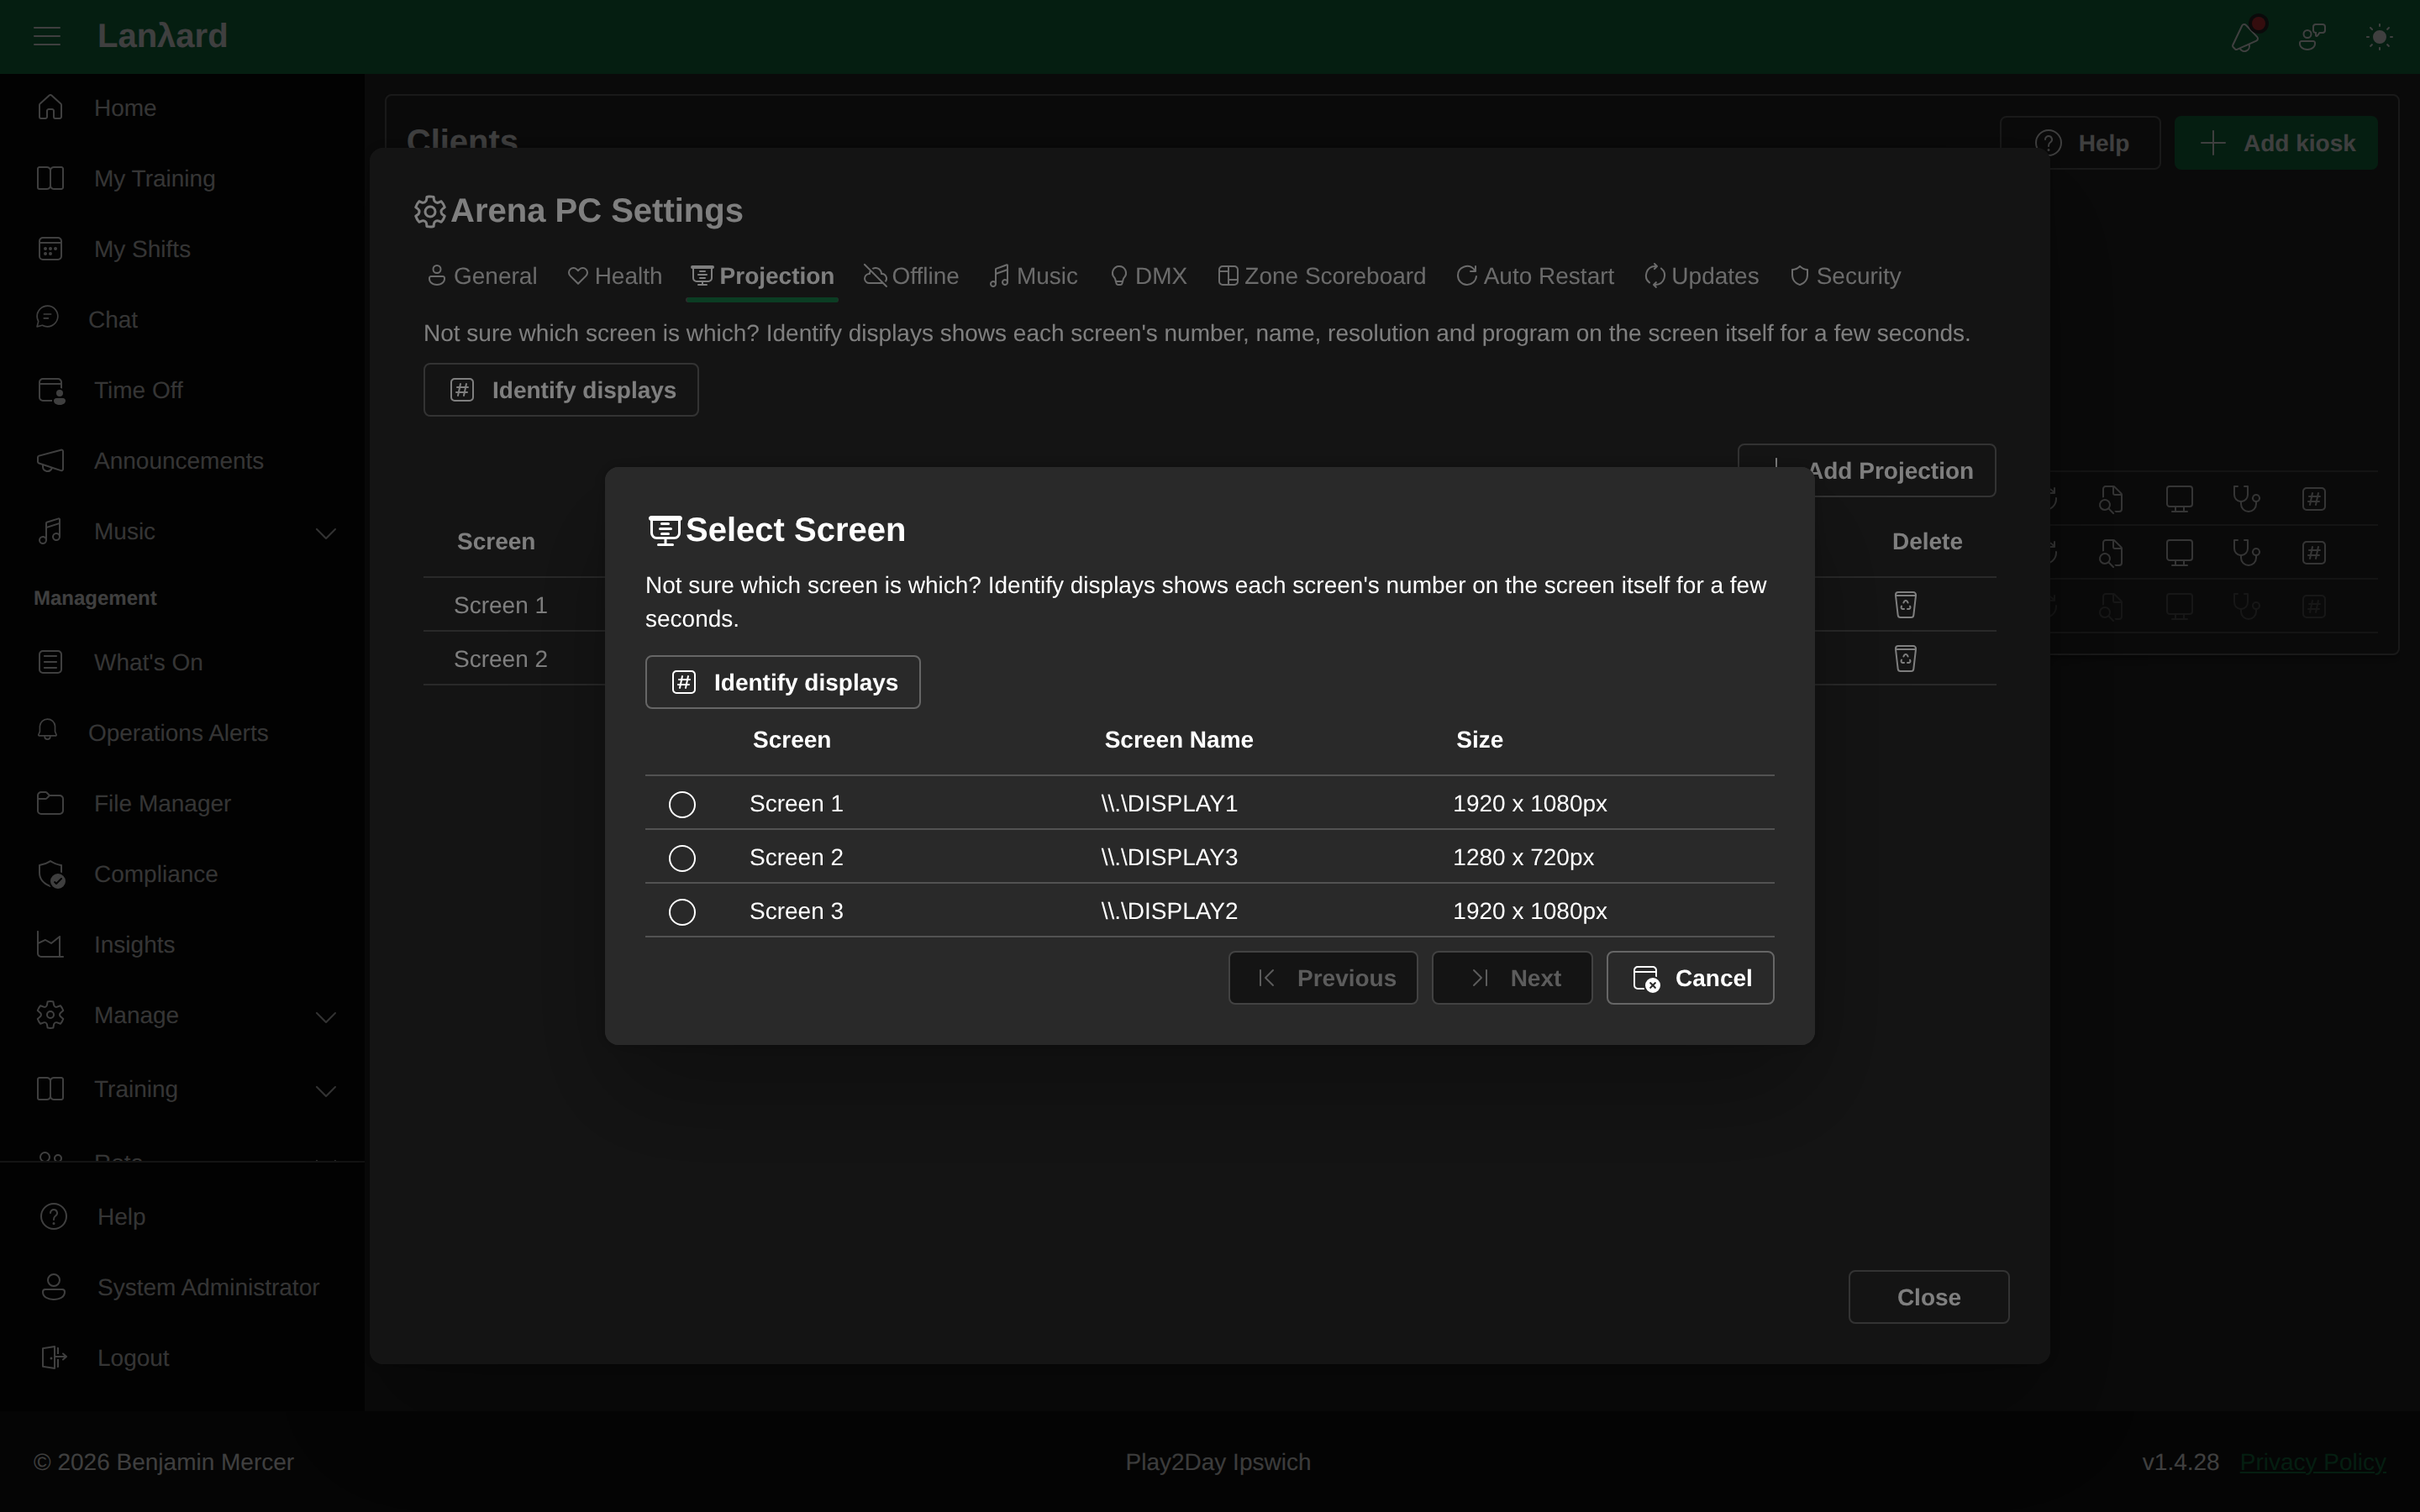 Lanλard
Home
My Training
My Shifts
Chat
Time Off
Announcements
Music
Management
What's On
Operations Alerts
File Manager
Compliance
Insights
Manage
Training
Help
System Administrator
Logout
Clients
Help
Add kiosk
Arena PC Settings
General
Health
Projection
Offline
Music
DMX
Zone Scoreboard
Auto Restart
Updates
Security
Not sure which screen is which? Identify displays shows each screen's number, name, resolution and program on the screen itself for a few seconds.
Identify displays
Add Projection
Screen
Delete
Screen 1
Screen 2
Select Screen
Not sure which screen is which? Identify displays shows each screen's number on the screen itself for a few
seconds.
Identify displays
Screen Screen Name Size
Screen 1 \\.\DISPLAY1 1920 x 1080px
Screen 2 \\.\DISPLAY3 1280 x 720px
Screen 3 \\.\DISPLAY2 1920 x 1080px
Previous
Next
Cancel
Close
© 2026 Benjamin Mercer
Play2Day Ipswich
v1.4.28 Privacy Policy